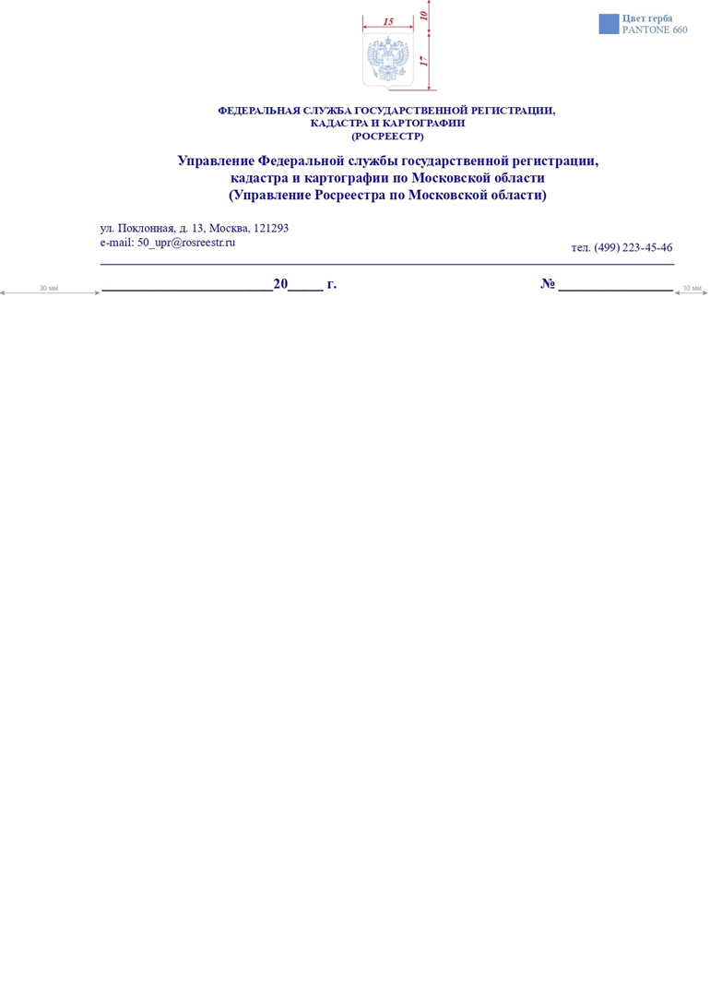 10
15
17
Цвет герба
PANTONE 660
ФЕДЕРАЛЬНАЯ СЛУЖБА ГОСУДАРСТВЕННОЙ РЕГИСТРАЦИИ,
КАДАСТРА И КАРТОГРАФИИ
(РОСРЕЕСТР)
Управление Федеральной службы государственной регистрации,
кадастра и картографии по Московской области
(Управление Росреестра по Московской области)
ул. Поклонная, д. 13, Москва, 121293
e-mail: 50_upr@rosreestr.ru
тел. (499) 223-45-46
30 мм
________________________20_____ г.
№ ________________
10 мм